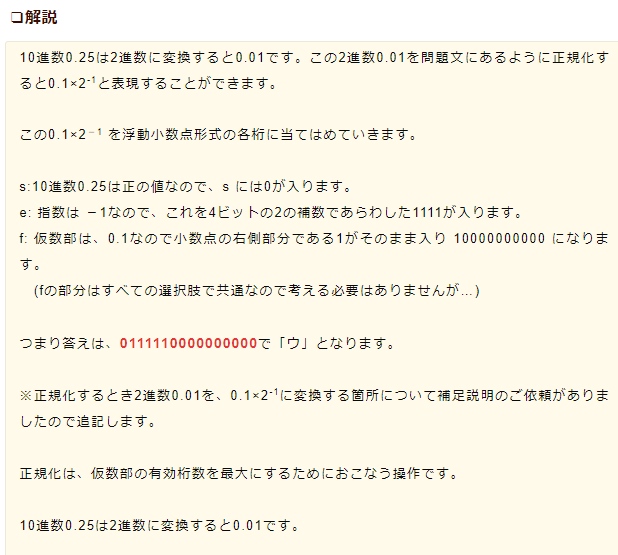 ❏解説
10進数0.25は2進数に変換すると0.01です。この2進数0.01を問題文にあるように正規化す
ると0.1×2-1と表現することができます。
この0.1×2－1 を浮動小数点形式の各桁に当てはめていきます。
s:10進数0.25は正の値なので、s には0が入ります。
e: 指数は －1なので、これを4ビットの2の補数であらわした1111が入ります。
f: 仮数部は、0.1なので小数点の右側部分である1がそのまま入り 10000000000 になりま
す。
(fの部分はすべての選択肢で共通なので考える必要はありませんが…)
つまり答えは、0111110000000000で「ウ」となります。
※正規化するとき2進数0.01を、0.1×2-1に変換する箇所について補足説明のご依頼がありま
したので追記します。
正規化は、仮数部の有効桁数を最大にするためにおこなう操作です。
10進数0.25は2進数に変換すると0.01です。